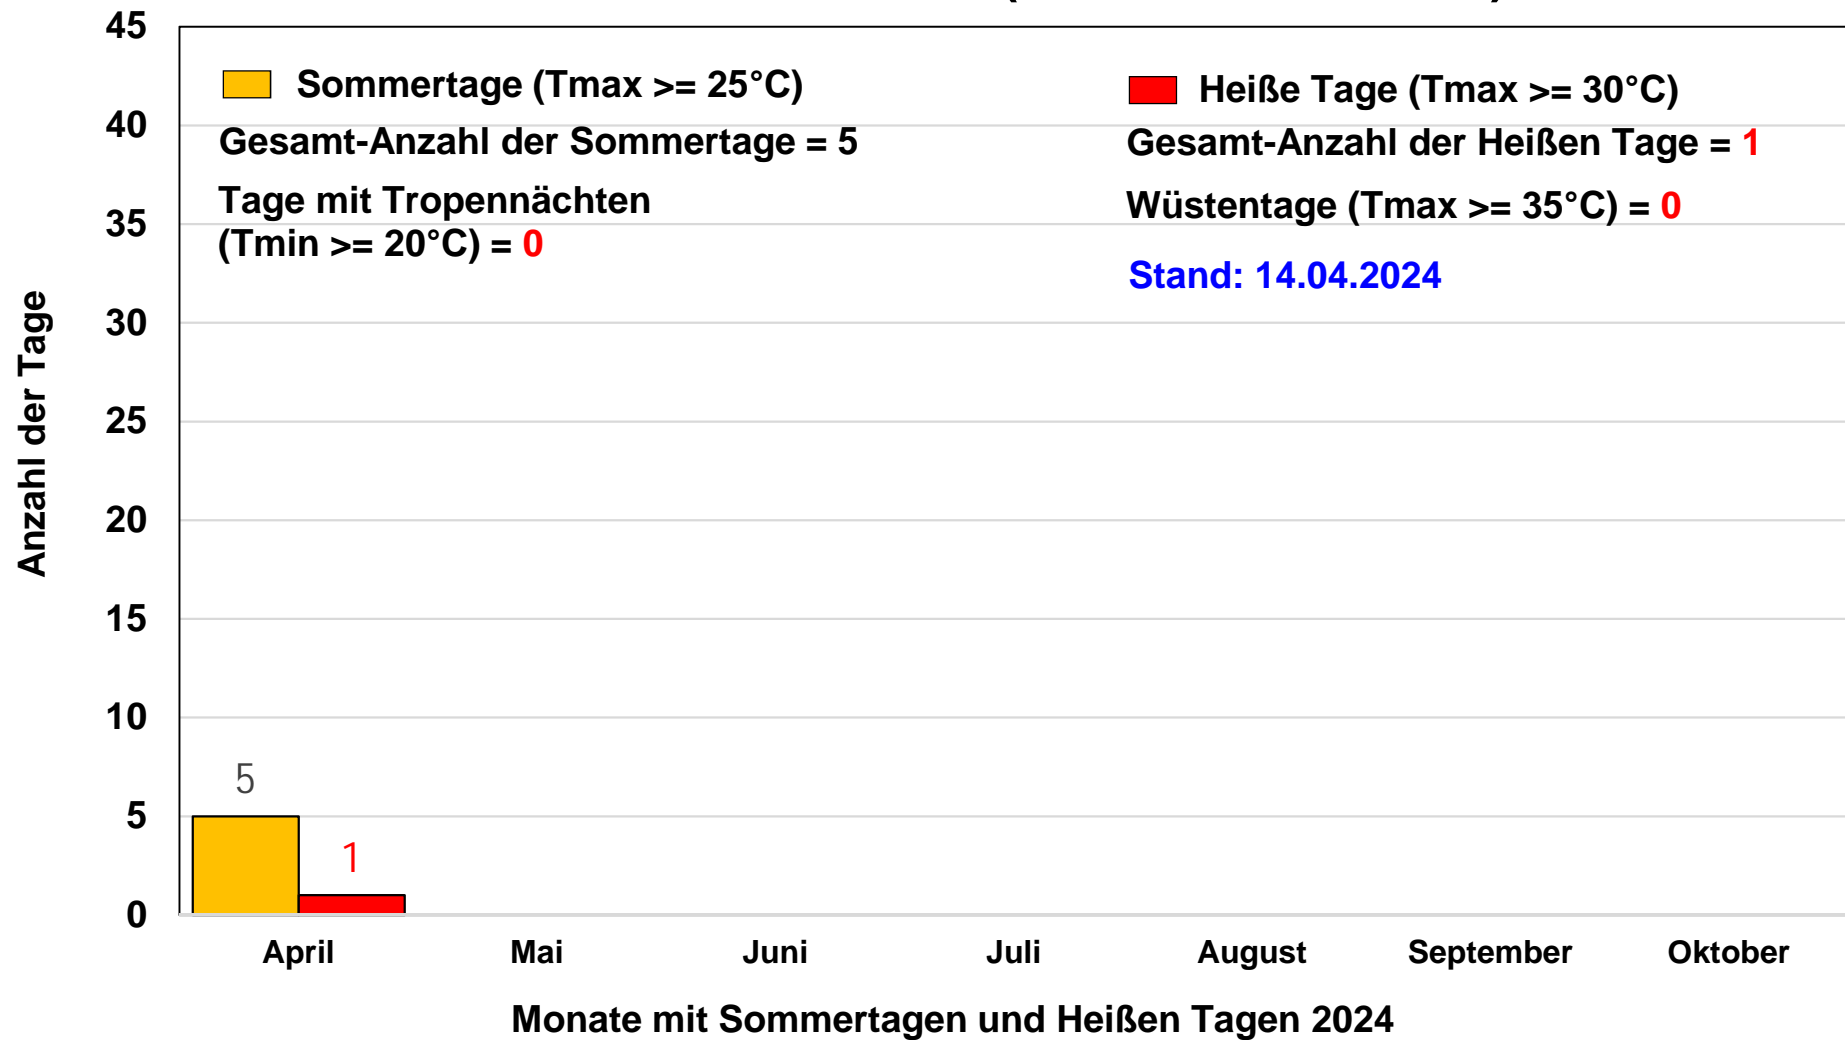 45
Sommertage (Tmax >= 25°C)
Heiße Tage (Tmax >= 30°C)
40
Gesamt-Anzahl der Sommertage = 5
Gesamt-Anzahl der Heißen Tage = 1
Tage mit Tropennächten
(Tmin >= 20°C) = 0
Wüstentage (Tmax >= 35°C) = 0
35
Stand: 14.04.2024
30
25
20
15
10
5
0
Anzahl der Tage
5
1
April
Mai
Juni
Juli
August
September
Oktober
Monate mit Sommertagen und Heißen Tagen 2024